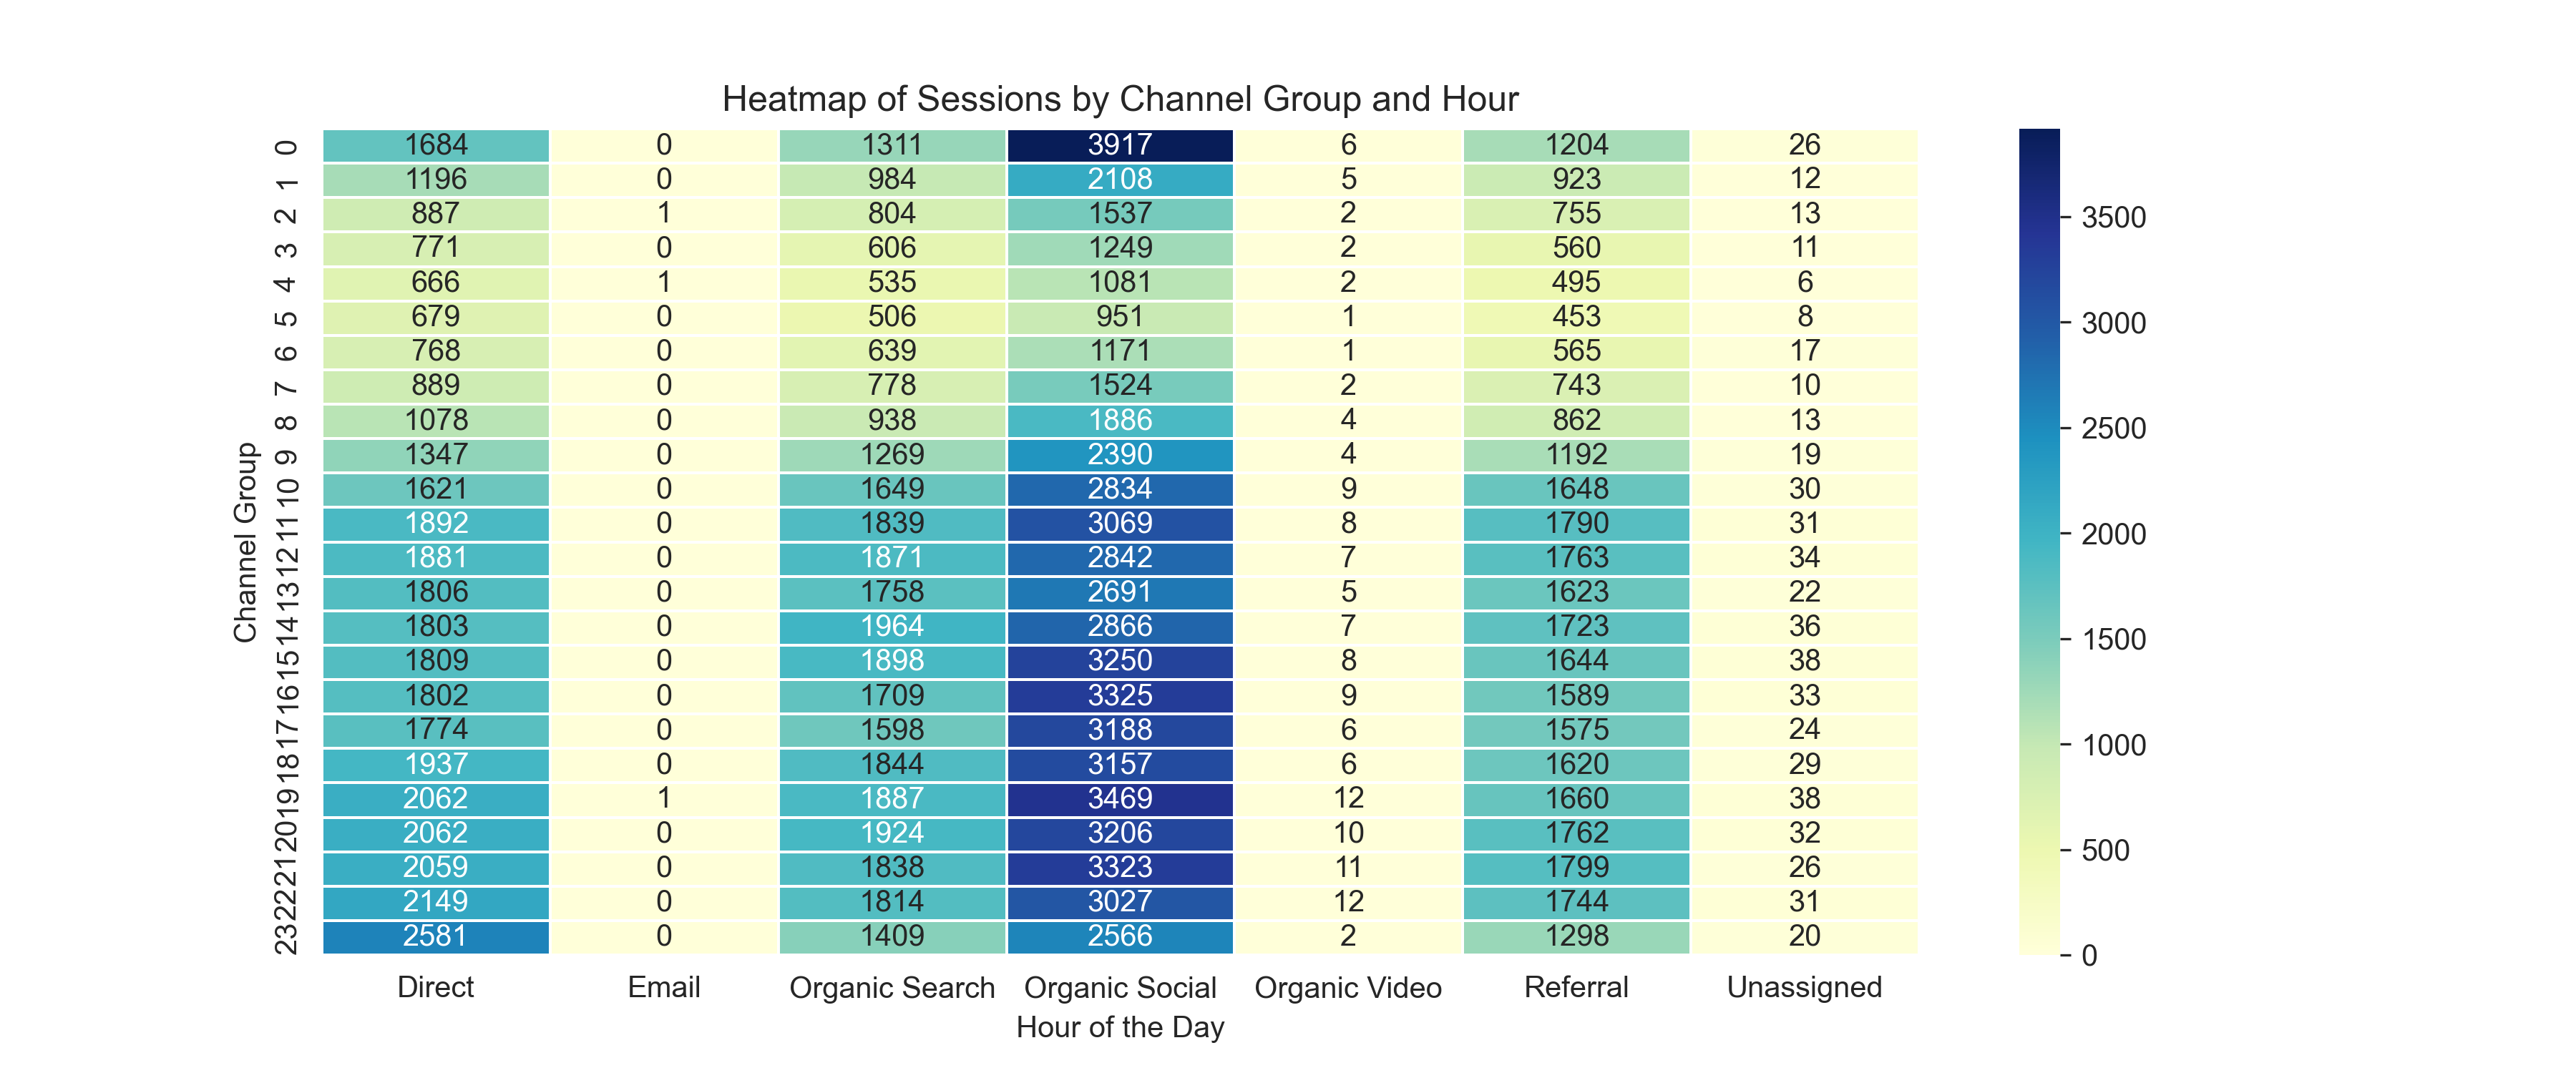 Heatmap of Sessions by Channel Group and Hour
0 1684 0 1311 3917 6 1204 26
1 1196 0 984 2108 5 923 12
2 887 1 804 1537 2 755 13
3 771 0 606 1249 2 560 11
4 666 1 535 1081 2 495 6
5 679 0 506 951 1 453 8
6 768 0 639 1171 1 565 17
7 889 0 778 1524 2 743 10
8 1078 0 938 1886 4 862 13
9 1347 0 1269 2390 4 1192 19
10 1621 0 1649 2834 9 1648 30
11 1892 0 1839 3069 8 1790 31
12 1881 0 1871 2842 7 1763 34
13 1806 0 1758 2691 5 1623 22
14 1803 0 1964 2866 7 1723 36
15 1809 0 1898 3250 8 1644 38
16 1802 0 1709 3325 9 1589 33
17 1774 0 1598 3188 6 1575 24
18 1937 0 1844 3157 6 1620 29
19 2062 1 1887 3469 12 1660 38
20 2062 0 1924 3206 10 1762 32
21 2059 0 1838 3323 11 1799 26
22 2149 0 1814 3027 12 1744 31
23 2581 0 1409 2566 2 1298 20
Channel Group
Direct Email Organic Search Organic Social Organic Video Referral Unassigned
Hour of the Day
3500
3000
2500
2000
1500
1000
500
0